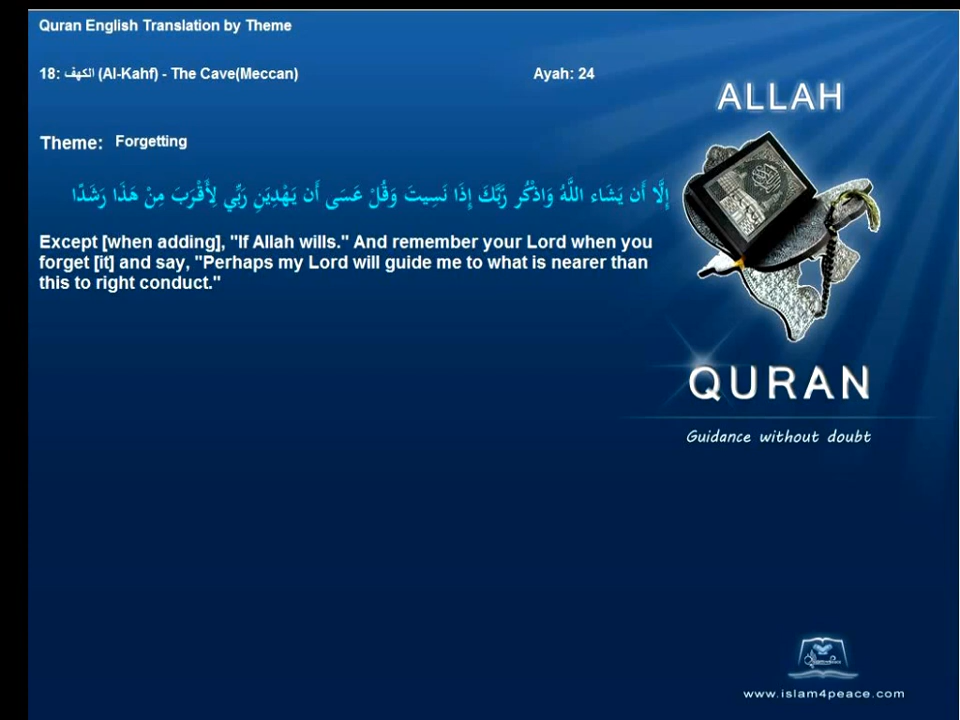 Quran English Translation by Theme
18: الكهف (Al-Kahf) - The Cave(Meccan)
Ayah: 24
Theme: Forgetting
إِلَّا أَن يَشَاء اللَّهُ وَاذْكُر رَّبَّكَ إِذَا نَسِيتَ وَقُلْ عَسَى أَن يَهْدِيَنِ رَبِّي لِأَقْرَبَ مِنْ هَذَا رَشَدًا
Except [when adding], "If Allah wills." And remember your Lord when you
forget [it] and say, "Perhaps my Lord will guide me to what is nearer than
this to right conduct."
ALLAH
QURAN
Guidance without doubt
www.islam4peace.com